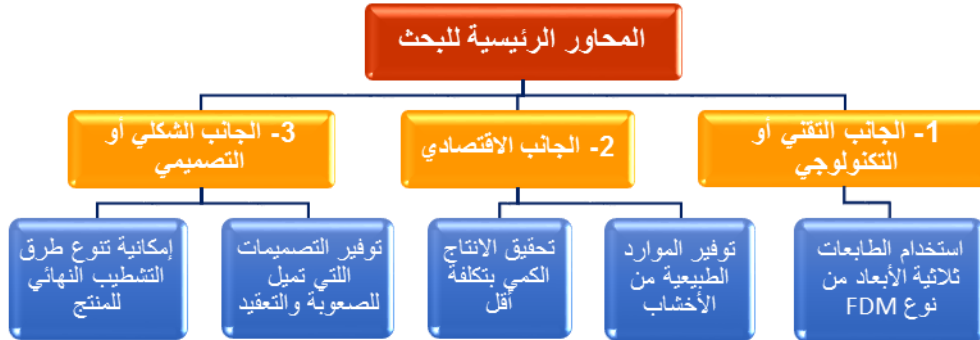 المحاور الرئيسية للبحث
1- الجانب التقني أو
التكنولوجي
2- الجانب الاقتصادي
3- الجانب الشكلي أو
التصميمي
استخدام الطابعات
ثلاثية الأبعاد من
نوع FDM
توفير الموارد
الطبيعية من
الأخشاب
تحقيق الانتاج
الكمي بتكلفة
أقل
توفير التصميمات
اللتي تميل
للصعوبة والتعقيد
إمكانية تنوع طرق
التشطيب النهائي
للمنتج